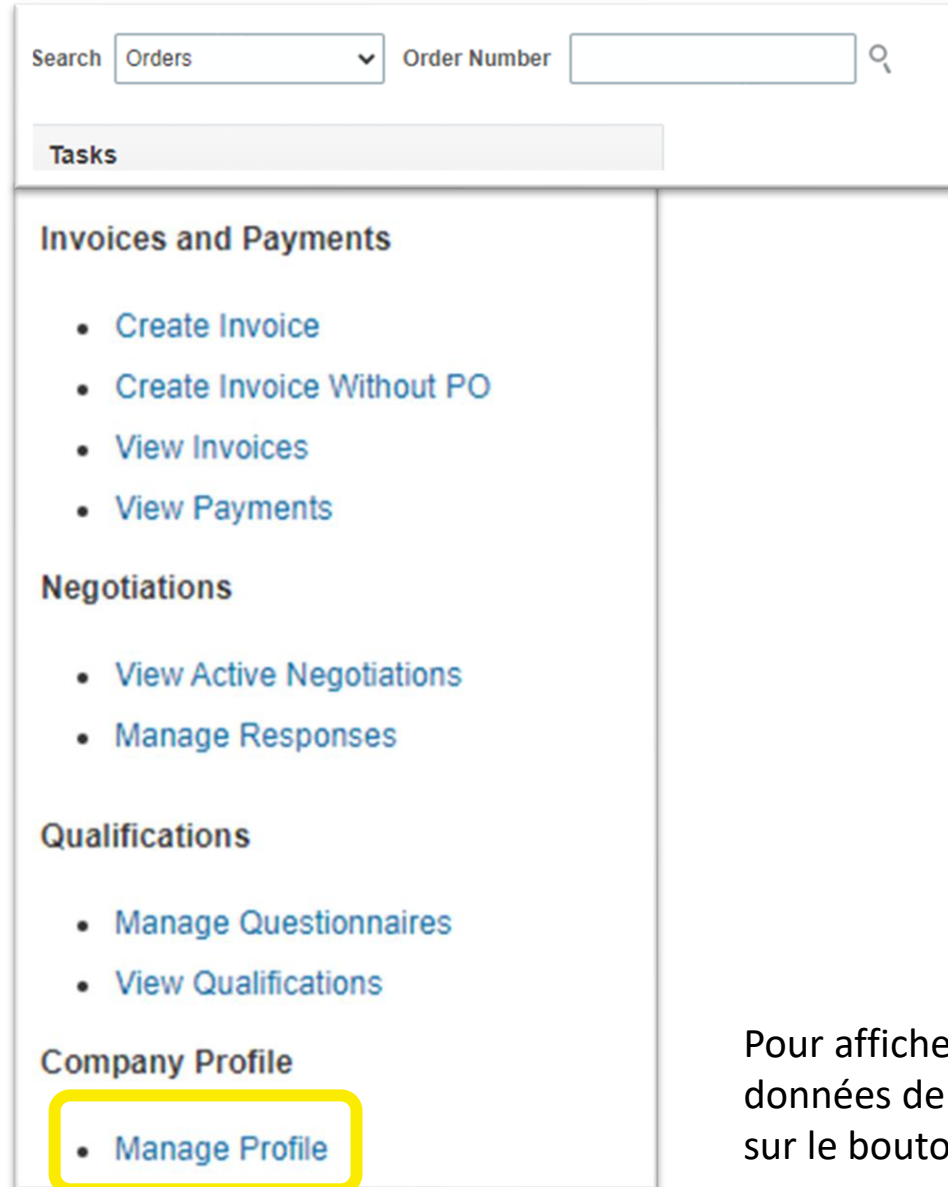 Search Orders Order Number
Tasks
Invoices and Payments
• Create Invoice
• Create Invoice Without PO
• View Invoices
• View Payments
Negotiations
• View Active Negotiations
• Manage Responses
Qualifications
• Manage Questionnaires
• View Qualifications
Company Profile
• Manage Profile
Pour affiche
données de
sur le bouto